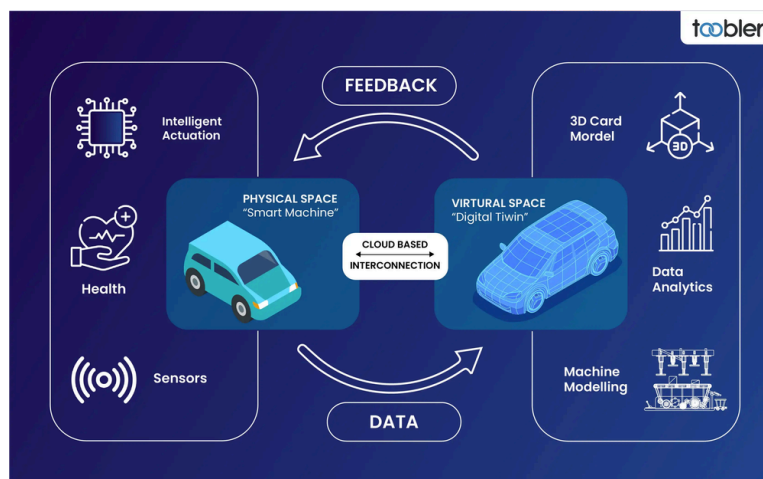 toobler
FEEDBACK
Intelligent
Actuation
3D Card
Mordel
3D
PHYSICAL SPACE
“Smart Machine”
VIRTURAL SPACE
“Digital Tiwin”
CLOUD BASED
INTERCONNECTION
Health
Data
Analytics
Sensors
Machine
Modelling
DATA